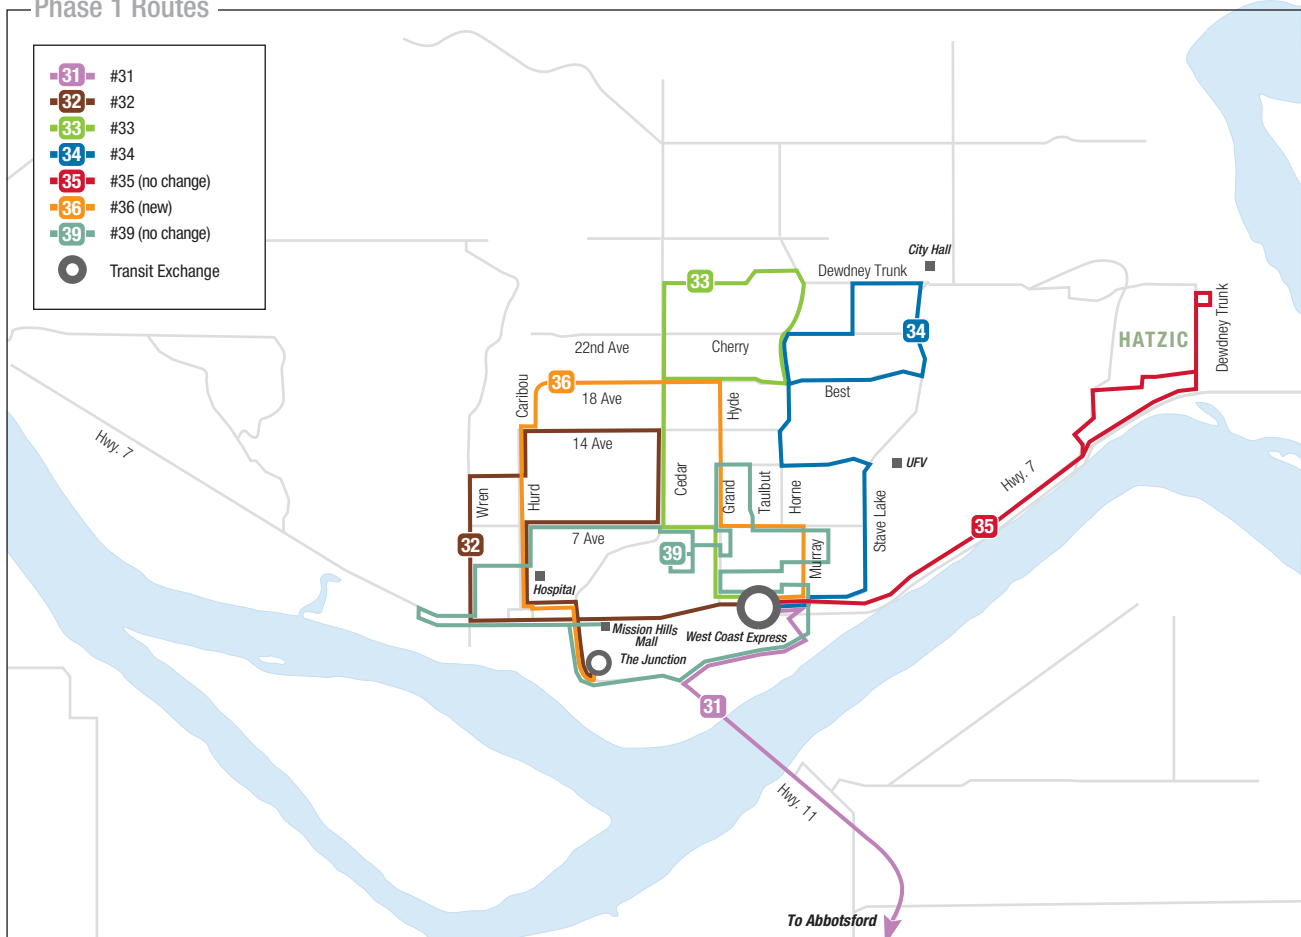 Phase 1 Routes
31 #31
32 #32
33 #33
34 #34
35 #35 (no change)
36 #36 (new)
39 #39 (no change)
Transit Exchange
City Hall
Dewdney Trunk
33
34
Dewdney Trunk
HATZIC
22nd Ave
Cherry
Caribou
36
18 Ave
Hyde
Best
Hwy. 7
14 Ave
UFV
Cedar
Grand
Taulbut
Horne
Stave Lake
Hwy. 7
Wren
Hurd
35
32
7 Ave
39
Murray
Hospital
Mission Hills
Mall
West Coast Express
The Junction
31
Hwy. 11
To Abbotsford